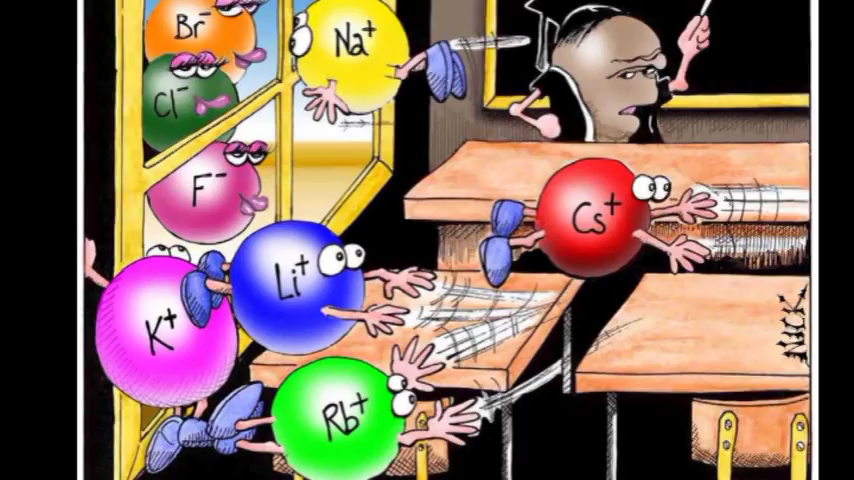 Br⁻
Na⁺
Cl⁻
F⁻
Cs⁺
Li⁺
K⁺
Rb⁺
NICK